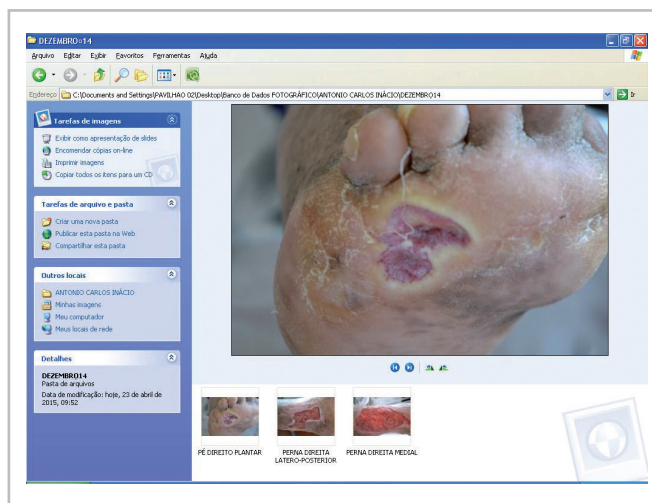 DEZEMBRO14
Arquivo Editar Exibir Favoritos Ferramentas Ajuda
Endereço C:\Documents and Settings\PAVILHAO 02\Desktop\Banco de Dados FOTOGRÁFICO\ANTONIO CARLOS INÁCIO\DEZEMBRO14 Ir
Tarefas de imagens
Exibir como apresentação de slides
Encomendar cópias on-line
Imprimir imagens
Copiar todos os itens para um CD
Tarefas de arquivo e pasta
Criar uma nova pasta
Publicar esta pasta na Web
Compartilhar esta pasta
Outros locais
ANTONIO CARLOS INÁCIO
Minhas imagens
Meu computador
Meus locais de rede
Detalhes
DEZEMBRO14
Pasta de arquivos
Data de modificação: hoje, 23 de abril de
2015, 09:52
PÉ DIREITO PLANTAR
PERNA DIREITA
LATERO-POSTERIOR
PERNA DIREITA MEDIAL